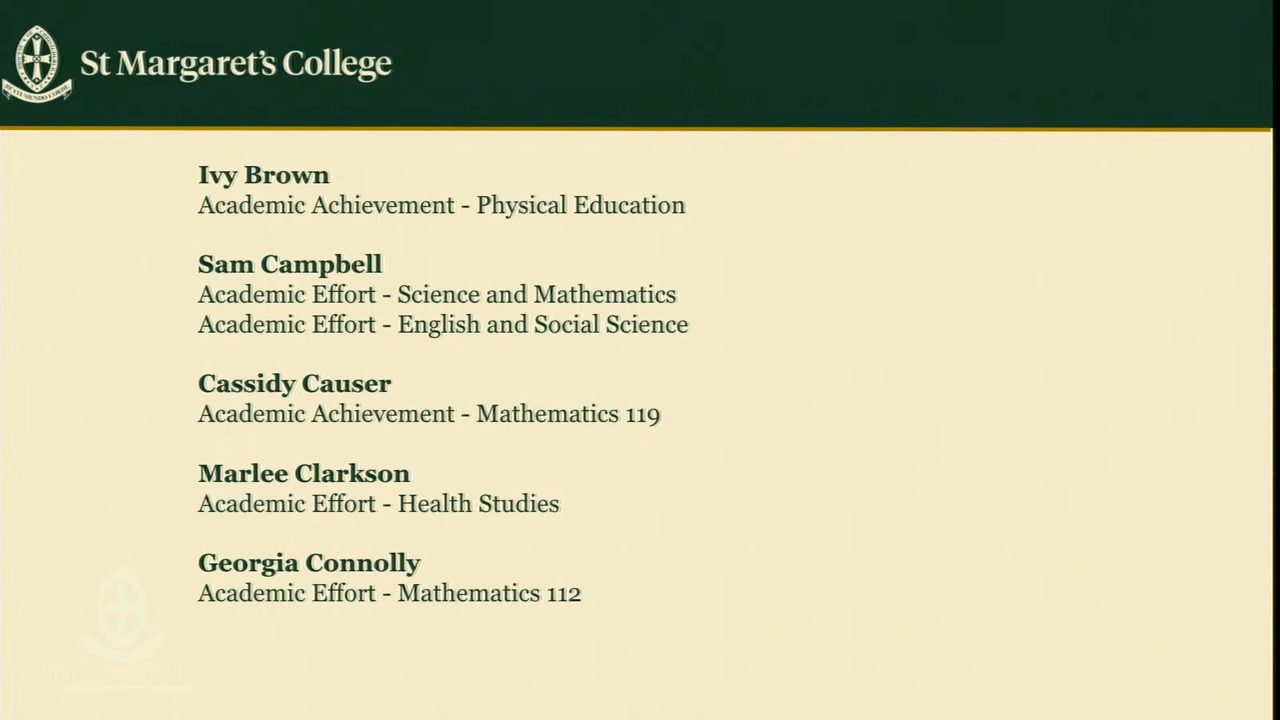 St Margaret's College
Ivy Brown
Academic Achievement - Physical Education
Sam Campbell
Academic Effort - Science and Mathematics
Academic Effort - English and Social Science
Cassidy Causer
Academic Achievement - Mathematics 119
Marlee Clarkson
Academic Effort - Health Studies
Georgia Connolly
Academic Effort - Mathematics 112